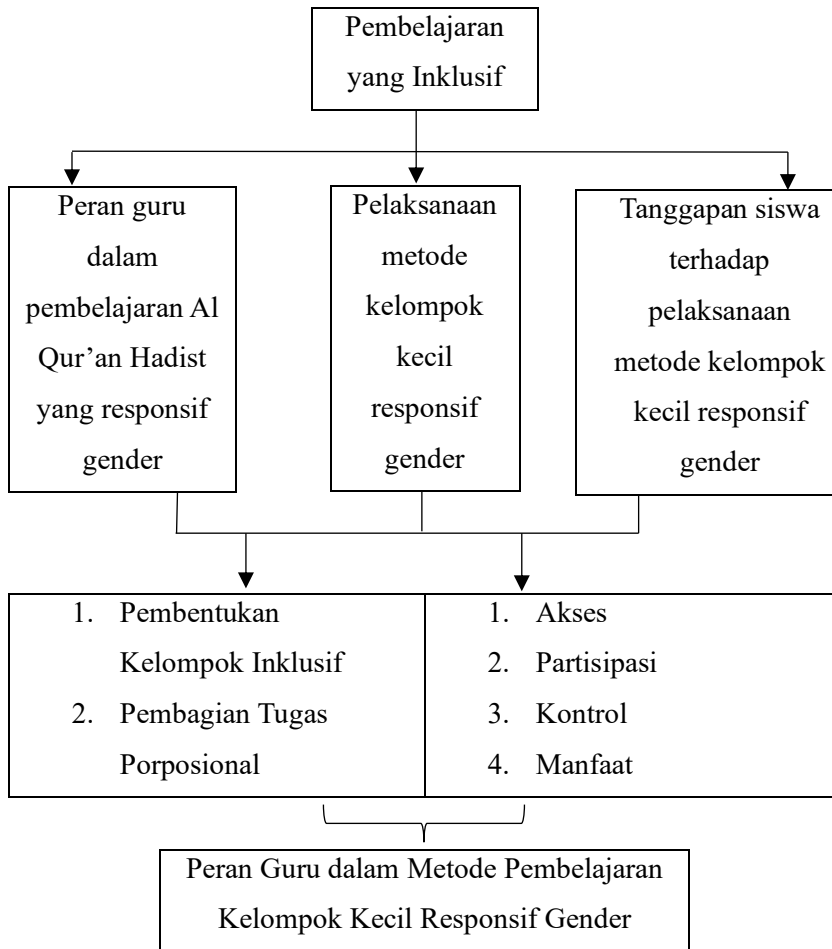 Pembelajaran
yang Inklusif
Peran guru
dalam
pembelajaran Al
Qur’an Hadist
yang responsif
gender
Pelaksanaan
metode
kelompok
kecil
responsif
gender
Tanggapan siswa
terhadap
pelaksanaan
metode kelompok
kecil responsif
gender
1. Pembentukan
Kelompok Inklusif
2. Pembagian Tugas
Porposional
1. Akses
2. Partisipasi
3. Kontrol
4. Manfaat
Peran Guru dalam Metode Pembelajaran
Kelompok Kecil Responsif Gender